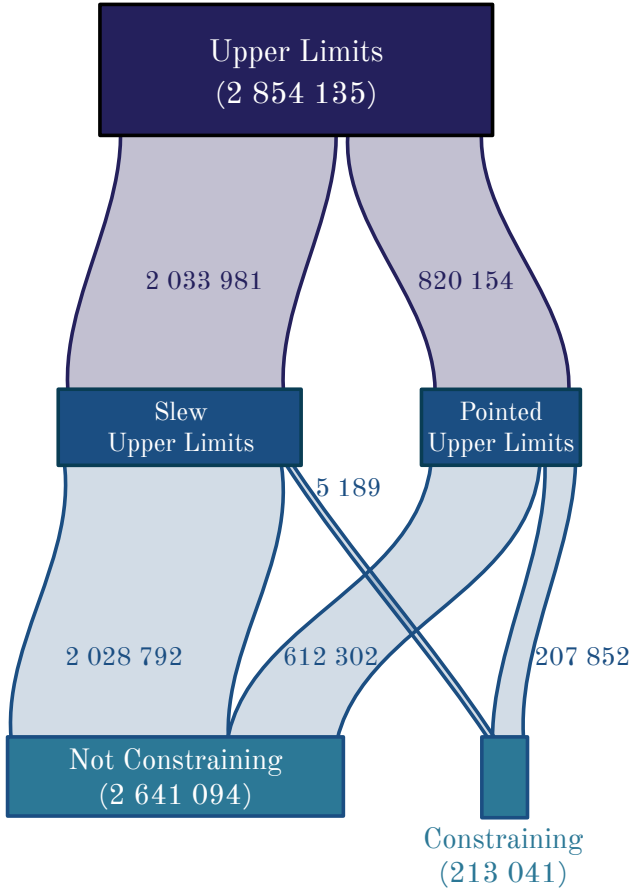 Upper Limits
(2 854 135)
2 033 981
820 154
Slew
Upper Limits
Pointed
Upper Limits
5 189
2 028 792
612 302
207 852
Not Constraining
(2 641 094)
Constraining
(213 041)